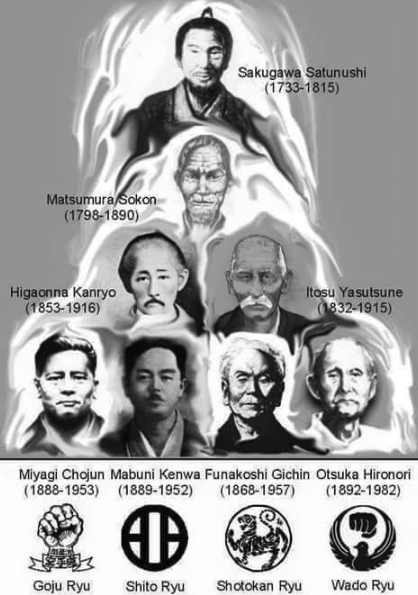 Sakugawa Satunushi
(1733-1815)
Matsumura Sokon
(1798-1890)
Higaonna Kanryo
(1853-1916)
Itosu Yasutsune
(1832-1915)
Miyagi Chojun Mabuni Kenwa Funakoshi Gichin Otsuka Hironori
(1888-1953) (1889-1952) (1868-1957) (1892-1982)
Goju Ryu Shito Ryu Shotokan Ryu Wado Ryu